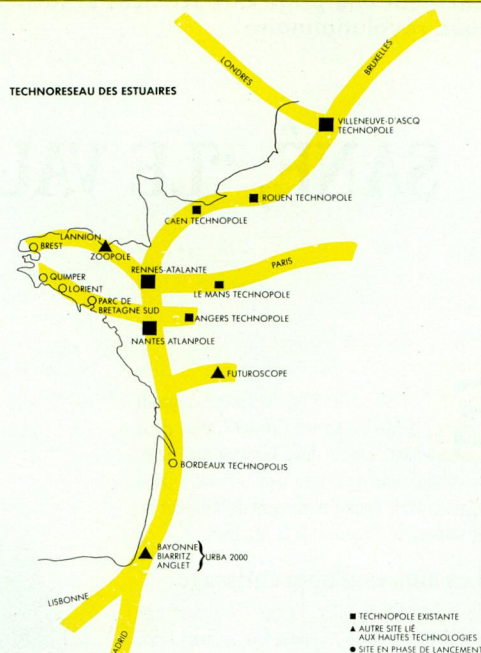 TECHNORESEAU DES ESTUAIRES
LONDRES
BRUXELLES
VILLENEUVE-D'ASCQ
TECHNOPOLE
ROUEN TECHNOPOLE
CAEN TECHNOPOLE
LANNION
BREST
ZOOPOLE
RENNES-ATALANTE
PARIS
QUIMPER
LORIENT
LE MANS TECHNOPOLE
PARC DE
BRETAGNE SUD
ANGERS TECHNOPOLE
NANTES ATLANPOLE
FUTUROSCOPE
BORDEAUX TECHNOPOLIS
BAYONNE
BIARRITZ
ANGLET
URBA 2000
LISBONNE
ADRID
TECHNOPOLE EXISTANTE
AUTRE SITE LIÉ
AUX HAUTES TECHNOLOGIES
SITE EN PHASE DE LANCEMENT